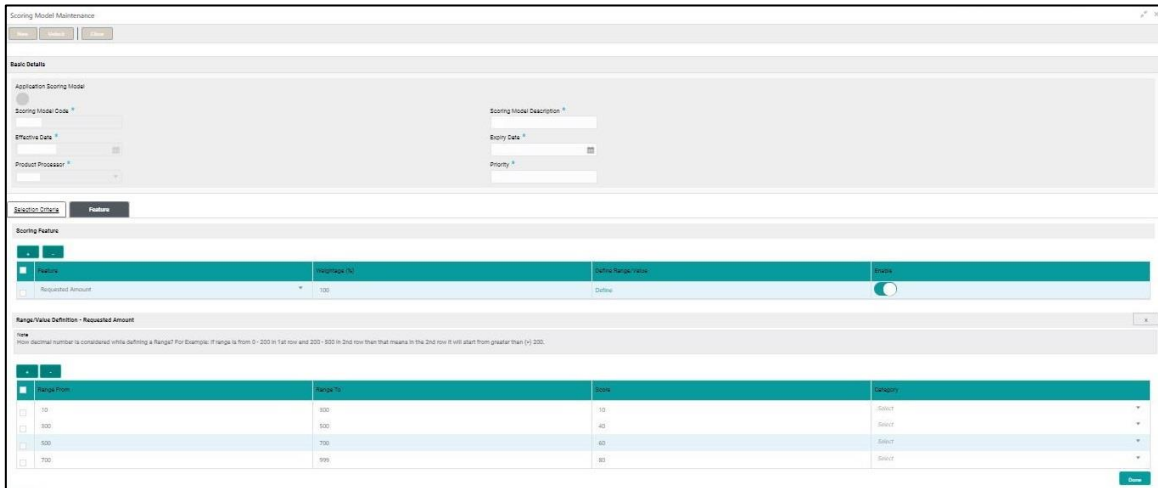 Scoring Model Maintenance
New Unlock Close
Basic Details
Application Scoring Model
Scoring Model Code * Scoring Model Description *
Effective Date * Expiry Date *
Product Processor * Priority *
Selection Criteria Feature
Scoring Feature
+ -
Feature Weightage (%) Define Range/Value Enable
Requested Amount 100 Define
Range/Value Definition - Requested Amount x
Note
How decimal number is considered while defining a Range? For Example: If range is from 0 - 200 in 1st row and 200 - 500 in 2nd row than that means in the 2nd row it will start from greater than (>) 200.
+ -
Range From Range To Score Category
10 300 10 Select
300 500 40 Select
500 700 60 Select
700 999 80 Select
Done